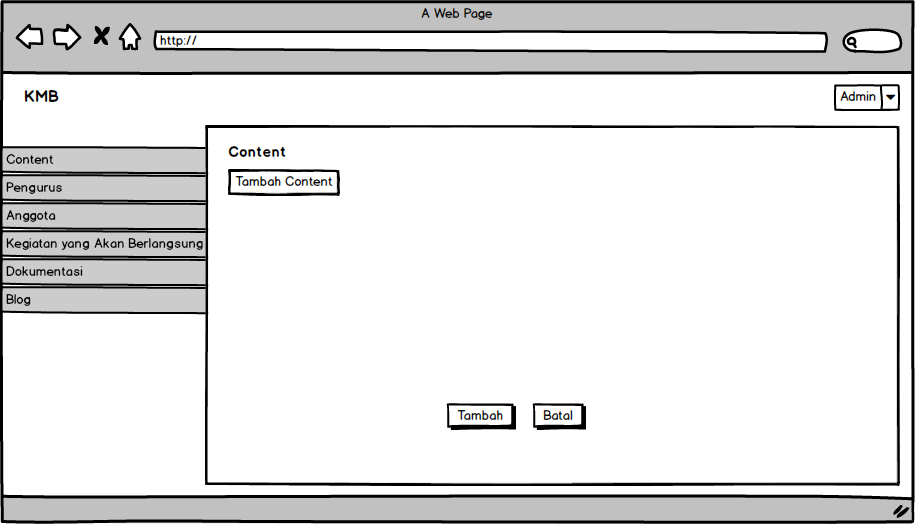 A Web Page
http://
KMB
Admin
Content
Pengurus
Anggota
Kegiatan yang Akan Berlangsung
Dokumentasi
Blog
Content
Tambah Content
Tambah
Batal